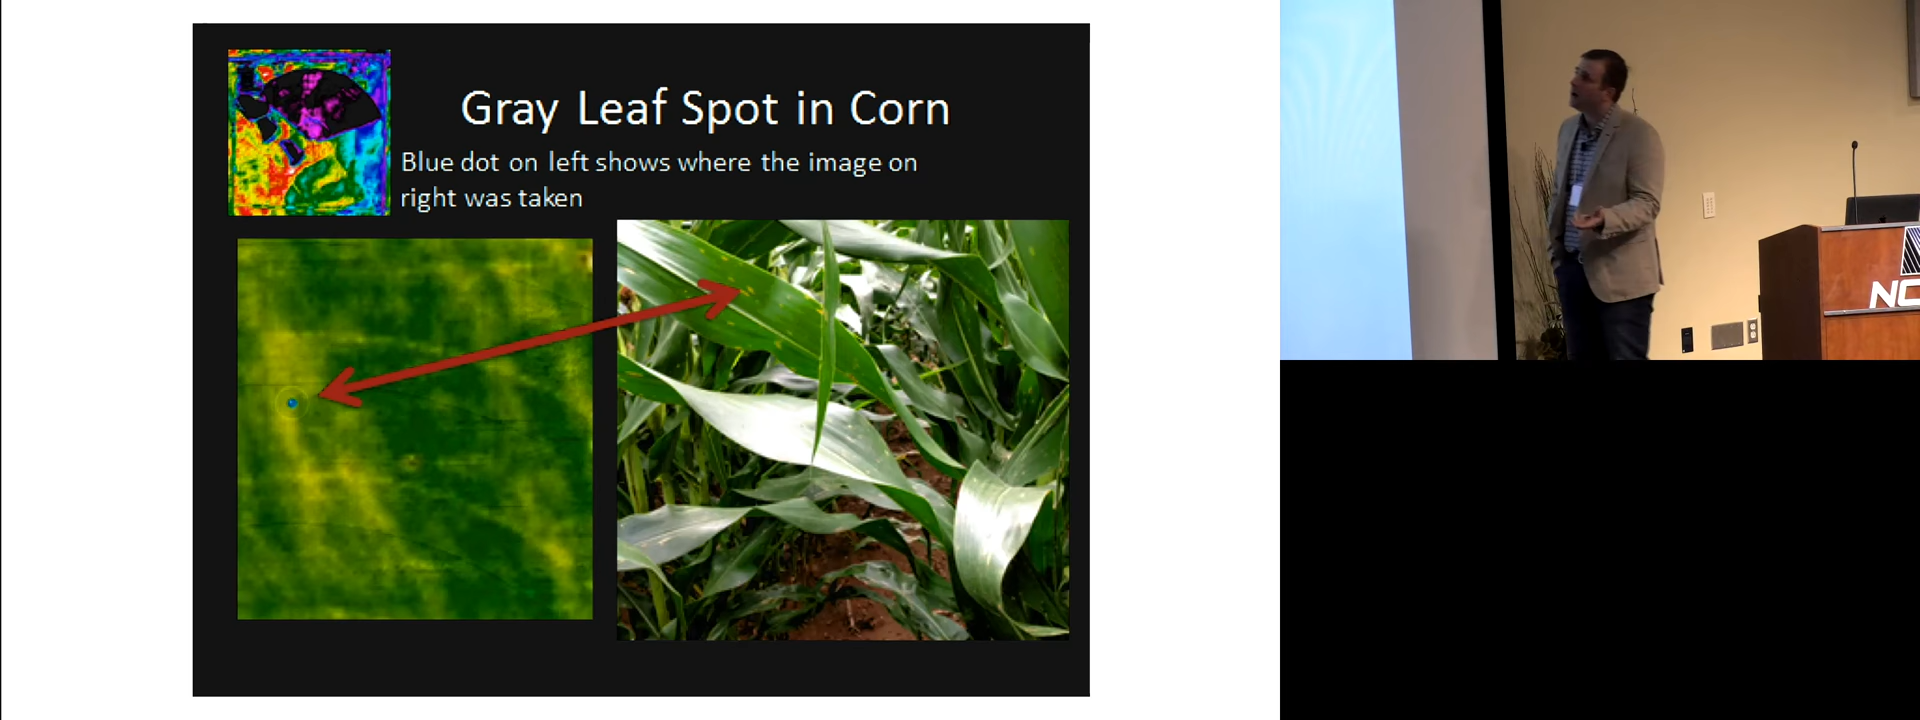 Gray Leaf Spot in Corn
Blue dot on left shows where the image on
right was taken
NC